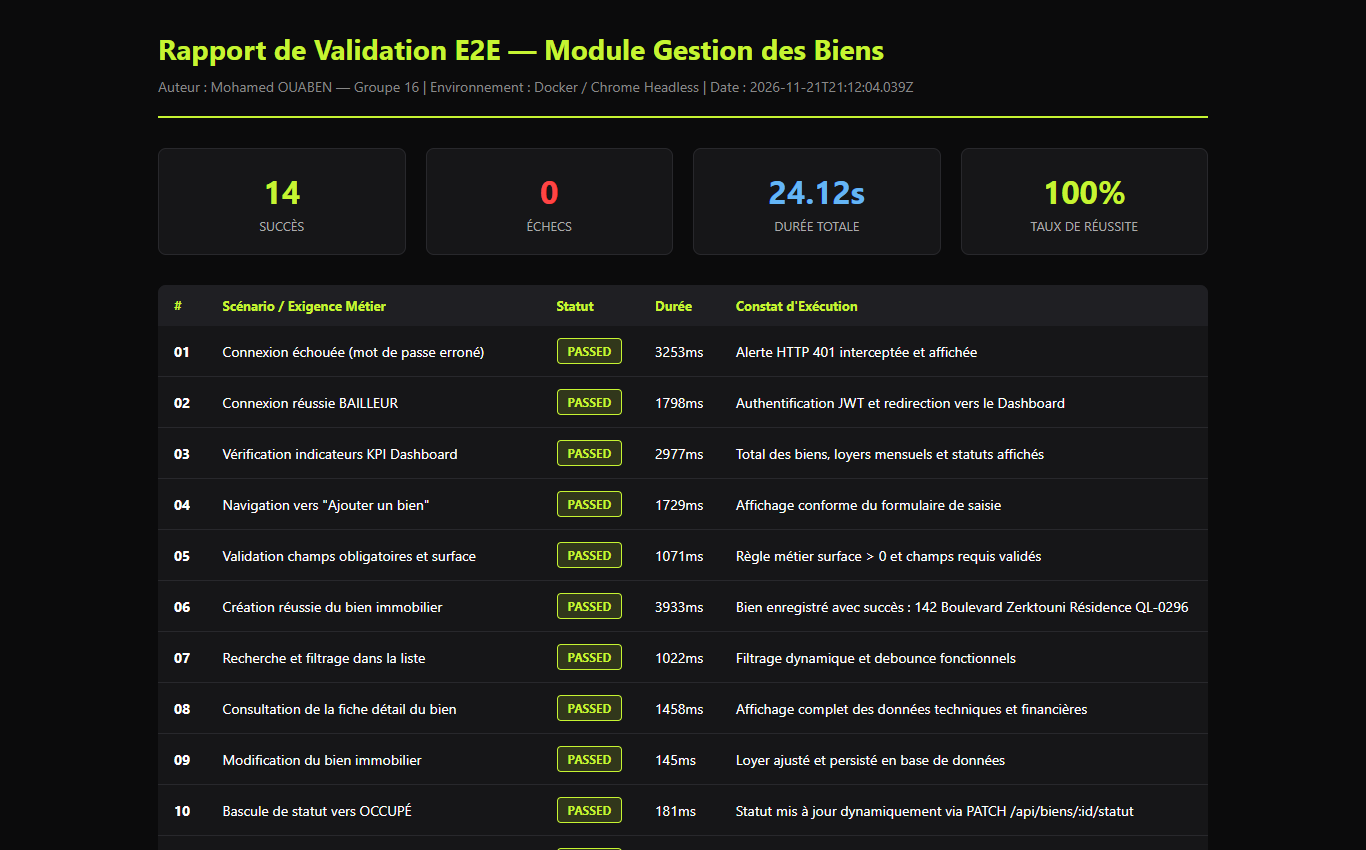 Rapport de Validation E2E — Module Gestion des Biens
Auteur : Mohamed OUABEN — Groupe 16 | Environnement : Docker / Chrome Headless | Date : 2026-11-21T21:12:04.039Z
14
SUCCÈS
0
ÉCHECS
24.12s
DURÉE TOTALE
100%
TAUX DE RÉUSSITE
# Scénario / Exigence Métier Statut Durée Constat d'Exécution
01 Connexion échouée (mot de passe erroné) PASSED 3253ms Alerte HTTP 401 interceptée et affichée
02 Connexion réussie BAILLEUR PASSED 1798ms Authentification JWT et redirection vers le Dashboard
03 Vérification indicateurs KPI Dashboard PASSED 2977ms Total des biens, loyers mensuels et statuts affichés
04 Navigation vers "Ajouter un bien" PASSED 1729ms Affichage conforme du formulaire de saisie
05 Validation champs obligatoires et surface PASSED 1071ms Règle métier surface > 0 et champs requis validés
06 Création réussie du bien immobilier PASSED 3933ms Bien enregistré avec succès : 142 Boulevard Zerktouni Résidence QL-0296
07 Recherche et filtrage dans la liste PASSED 1022ms Filtrage dynamique et debounce fonctionnels
08 Consultation de la fiche détail du bien PASSED 1458ms Affichage complet des données techniques et financières
09 Modification du bien immobilier PASSED 145ms Loyer ajusté et persisté en base de données
10 Bascule de statut vers OCCUPÉ PASSED 181ms Statut mis à jour dynamiquement via PATCH /api/biens/:id/statut